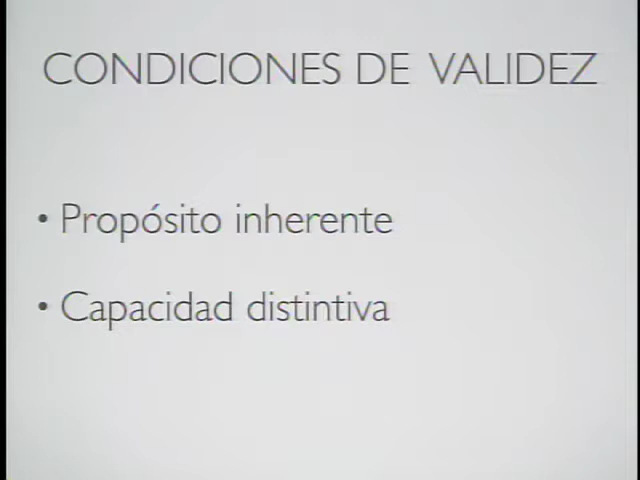 CONDICIONES DE VALIDEZ
• Propósito inherente
• Capacidad distintiva